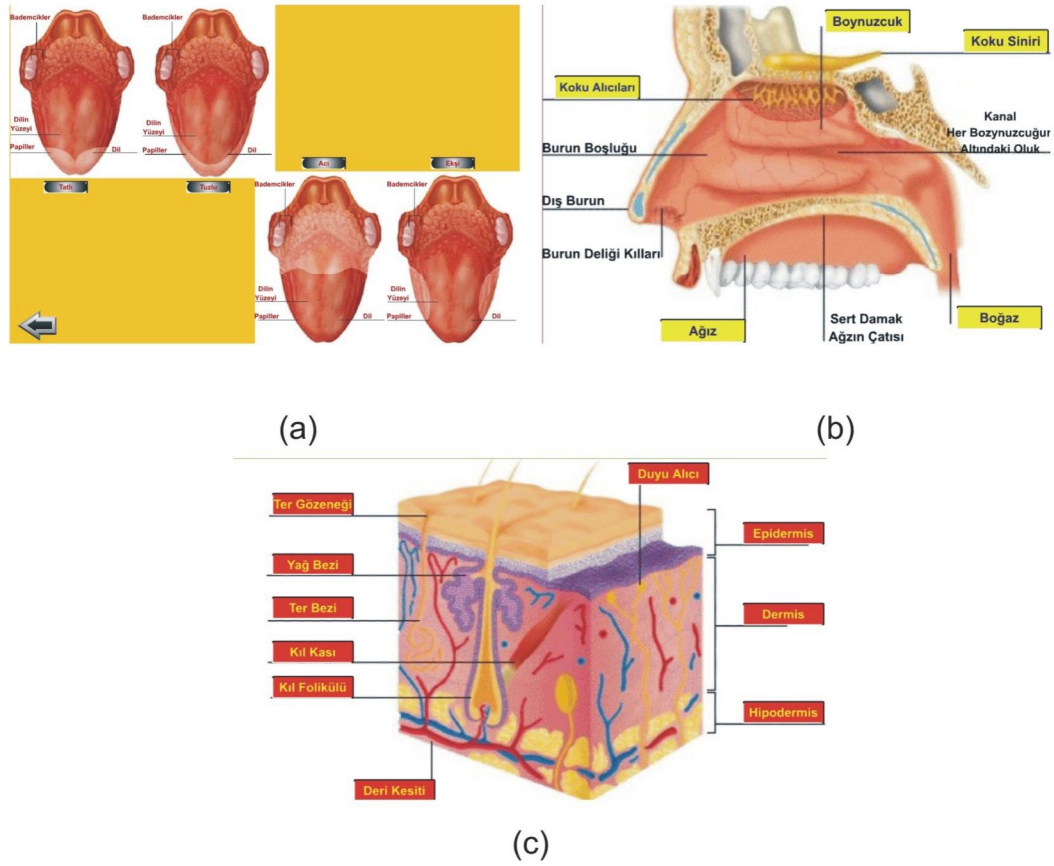 Bademcikler
Dilin
Yüzeyi
Papiller
Dil
Tatlı
Bademcikler
Dilin
Yüzeyi
Papiller
Dil
Tuzlu
Acı
Bademcikler
Dilin
Yüzeyi
Papiller
Dil
Ekşi
Bademcikler
Dilin
Yüzeyi
Papiller
Dil
(a)
Boynuzcuk
Koku Siniri
Koku Alıcıları
Kanal
Her Bozynuzcuğur
Altındaki Oluk
Burun Boşluğu
Dış Burun
Burun Deliği Kılları
Ağız
Sert Damak
Ağzın Çatısı
Boğaz
(b)
Duyu Alıcı
Ter Gözeneği
Epidermis
Yağ Bezi
Ter Bezi
Dermis
Kıl Kası
Kıl Folikülü
Hipodermis
Deri Kesiti
(c)